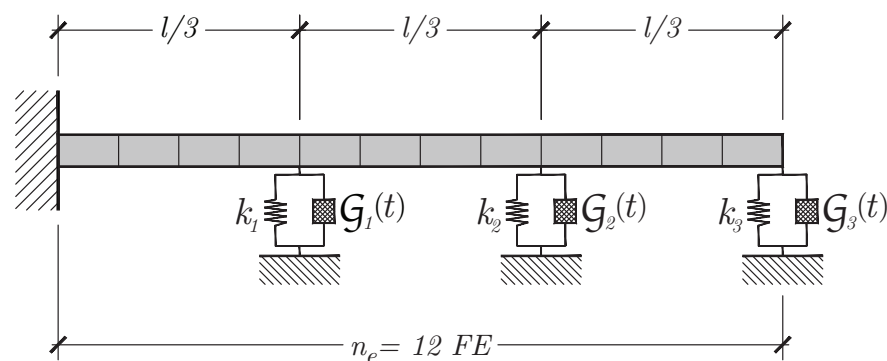 l/3 l/3 l/3
k₁ 𝒢₁(t) k₂ 𝒢₂(t) k₃ 𝒢₃(t)
nₑ= 12 FE